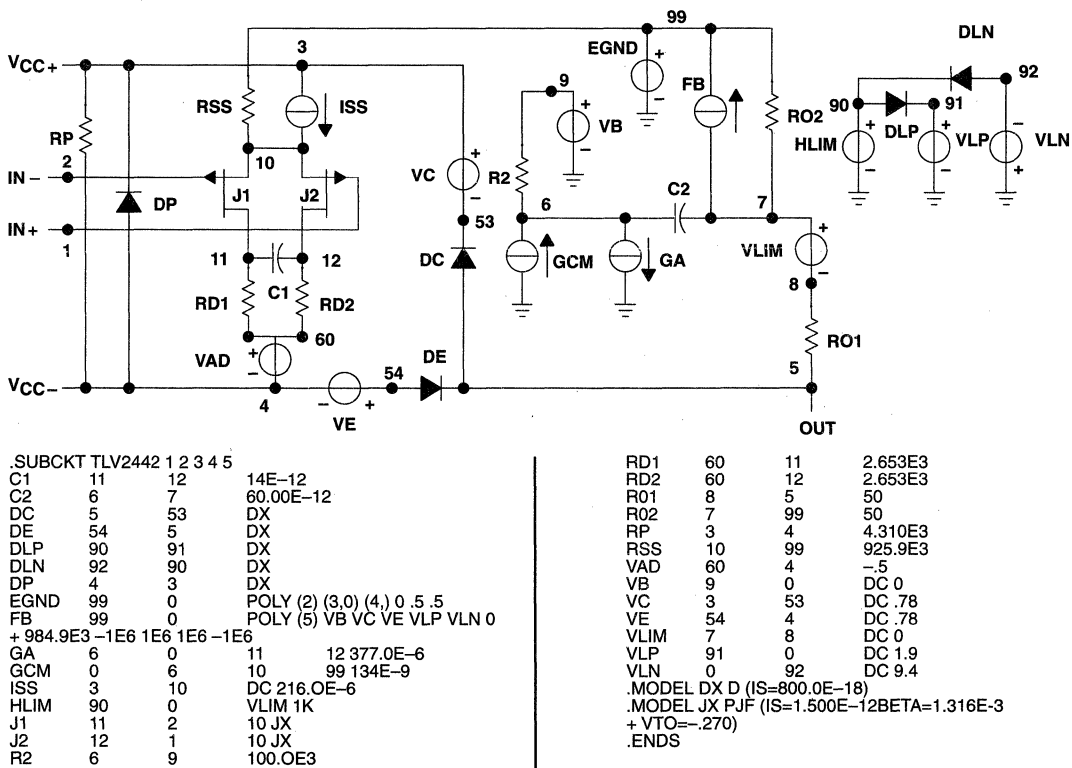 99
DLN
VCC+
3
EGND
+
9
FB
92
RSS
ISS
+
−
90
91
RO2
VB
−
DLP
+
+
−
HLIM
VLP
VLN
RP
−
−
+
2
10
VC
+
R2
IN−
−
C2
J1
J2
6
7
DP
53
+
IN+
VLIM
1
GCM
GA
−
11
12
DC
8
C1
RD1
RD2
RO1
60
DE
VAD
+
−
54
5
VCC−
4
−
+
VE
OUT
.SUBCKT TLV2442 1 2 3 4 5
C1 11 12 14E−12
C2 6 7 60.00E−12
DC 5 53 DX
DE 54 5 DX
DLP 90 91 DX
DLN 92 90 DX
DP 4 3 DX
EGND 99 0 POLY (2) (3,0) (4,) 0 .5 .5
FB 99 0 POLY (5) VB VC VE VLP VLN 0
+ 984.9E3 −1E6 1E6 1E6 −1E6
GA 6 0 11 12 377.0E−6
GCM 0 6 10 99 134E−9
ISS 3 10 DC 216.OE−6
HLIM 90 0 VLIM 1K
J1 11 2 10 JX
J2 12 1 10 JX
R2 6 9 100.OE3
RD1 60 11 2.653E3
RD2 60 12 2.653E3
R01 8 5 50
R02 7 99 50
RP 3 4 4.310E3
RSS 10 99 925.9E3
VAD 60 4 −.5
VB 9 0 DC 0
VC 3 53 DC .78
VE 54 4 DC .78
VLIM 7 8 DC 0
VLP 91 0 DC 1.9
VLN 0 92 DC 9.4
.MODEL DX D (IS=800.0E−18)
.MODEL JX PJF (IS=1.500E−12BETA=1.316E-3
+ VTO=−.270)
.ENDS